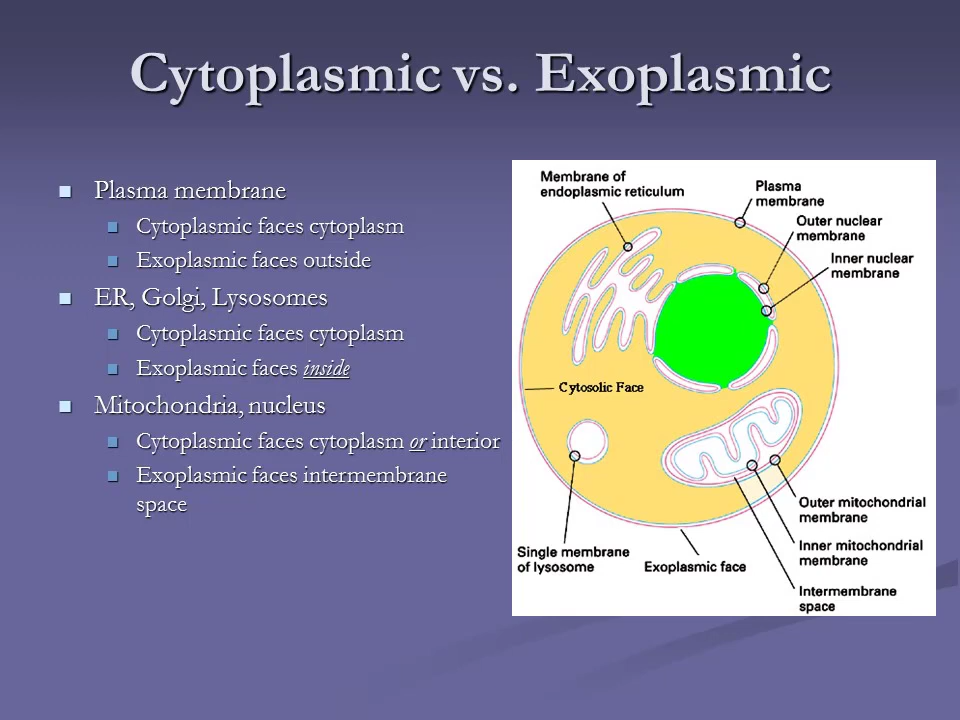 Cytoplasmic vs. Exoplasmic
Plasma membrane
Cytoplasmic faces cytoplasm
Exoplasmic faces outside
ER, Golgi, Lysosomes
Cytoplasmic faces cytoplasm
Exoplasmic faces inside
Mitochondria, nucleus
Cytoplasmic faces cytoplasm or interior
Exoplasmic faces intermembrane
space
Membrane of
endoplasmic reticulum
Plasma
membrane
Outer nuclear
membrane
Inner nuclear
membrane
Cytosolic Face
Outer mitochondrial
membrane
Inner mitochondrial
membrane
Intermembrane
space
Single membrane
of lysosome
Exoplasmic face